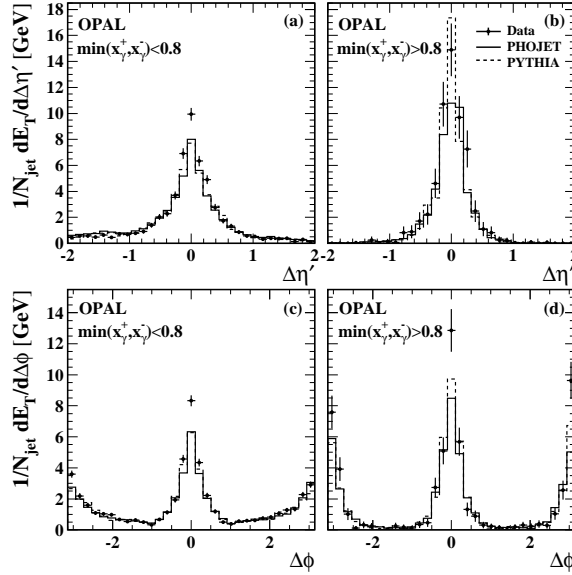 1/N_jet dE_T/dΔη′ [GeV]
18
16
14
12
10
8
6
4
2
0
OPAL (a)
min(x_γ^+,x_γ^-)<0.8
-2 -1 0 1 2
Δη′
OPAL (b)
min(x_γ^+,x_γ^-)>0.8
Data
PHOJET
PYTHIA
-1 0 1 2
Δη′
1/N_jet dE_T/dΔϕ [GeV]
14
12
10
8
6
4
2
0
OPAL (c)
min(x_γ^+,x_γ^-)<0.8
-2 0 2
Δϕ
OPAL (d)
min(x_γ^+,x_γ^-)>0.8
-2 0 2
Δϕ